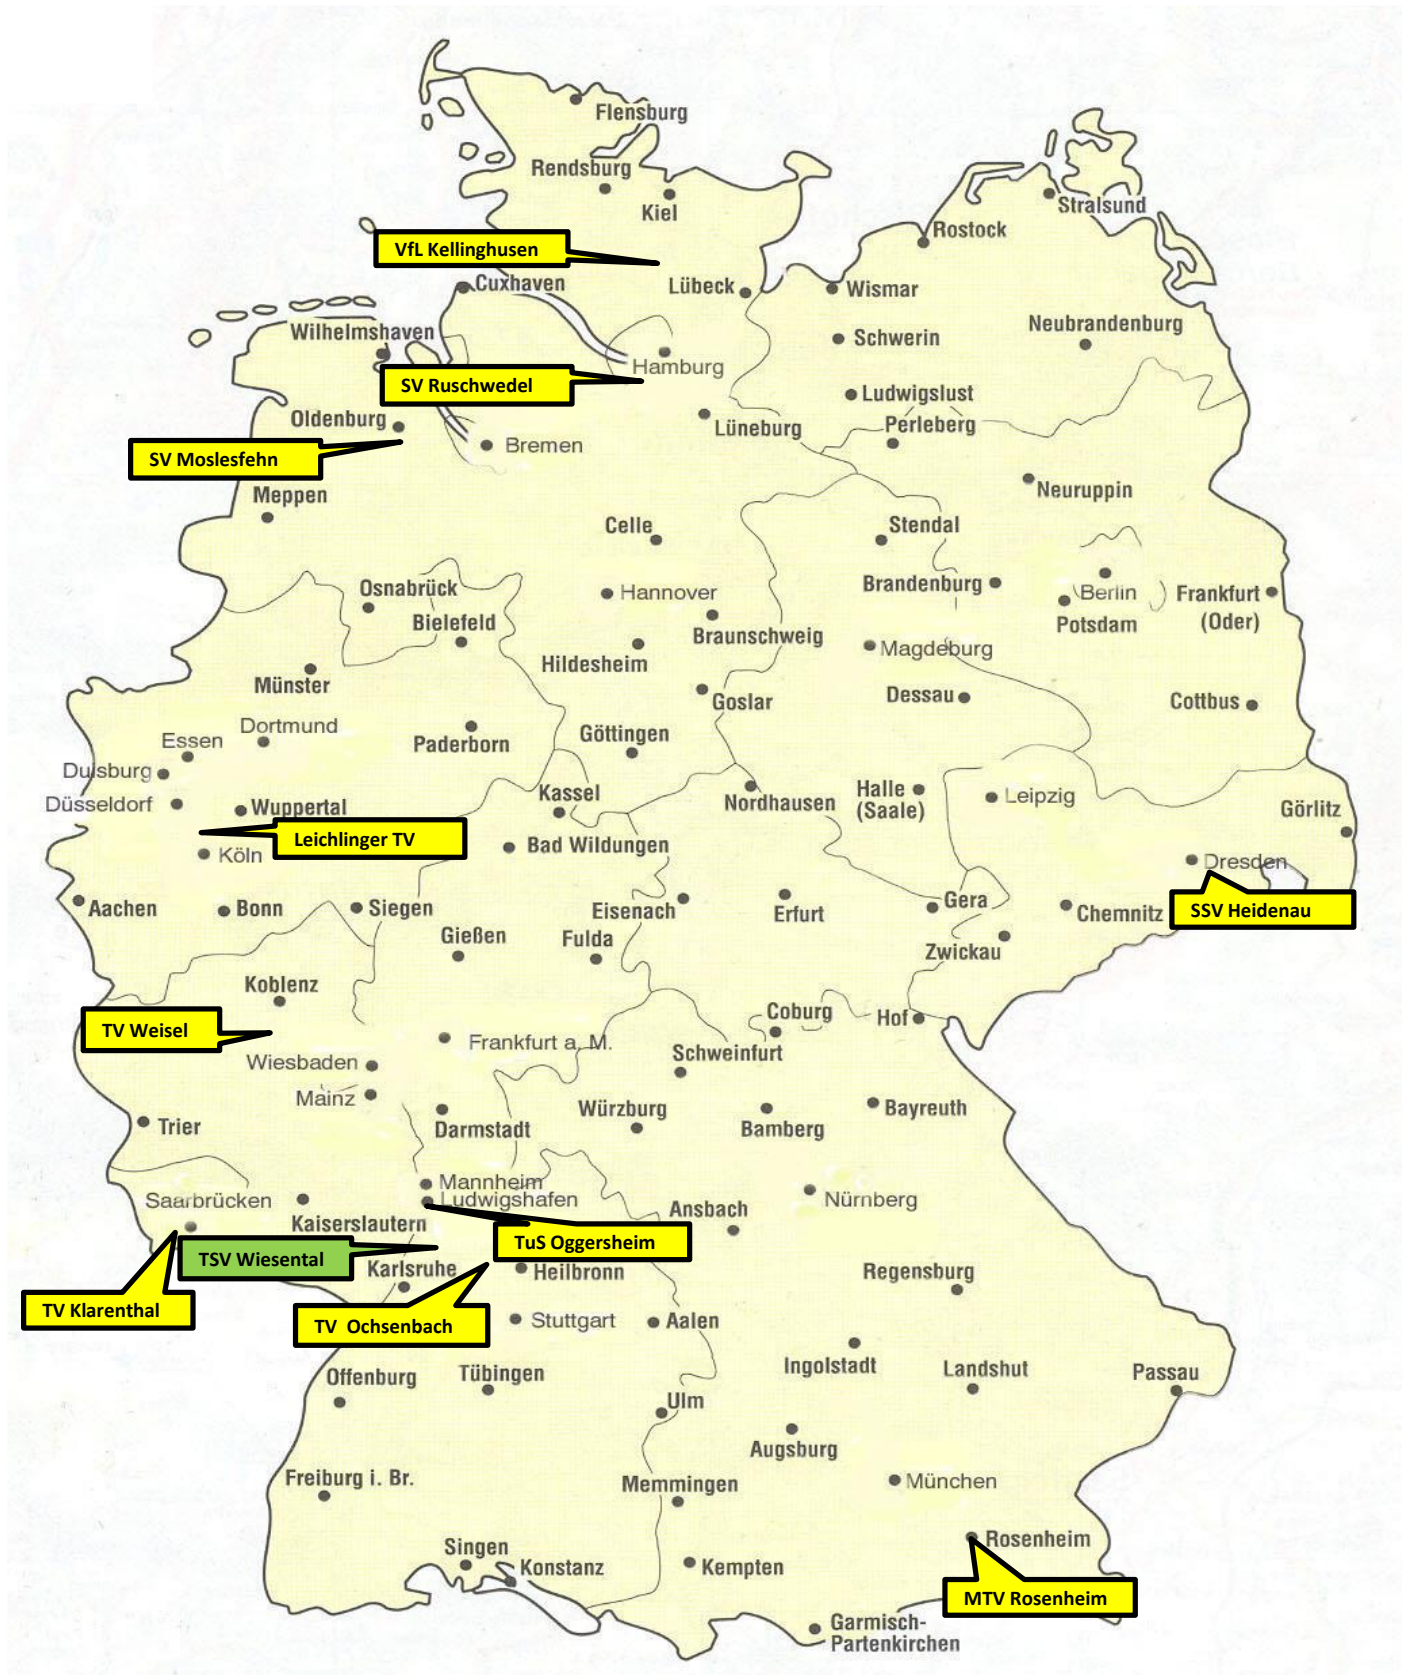 Flensburg
Rendsburg
Kiel
Stralsund
Rostock
VfL Kellinghusen
Cuxhaven
Lübeck
Wismar
Wilhelmshaven
Schwerin
Neubrandenburg
Hamburg
SV Ruschwedel
Ludwigslust
Oldenburg
Lüneburg
Perleberg
Bremen
SV Moslesfehn
Meppen
Neuruppin
Celle
Stendal
Osnabrück
Hannover
Brandenburg
Berlin
Frankfurt
(Oder)
Bielefeld
Braunschweig
Potsdam
Hildesheim
Magdeburg
Münster
Goslar
Dessau
Cottbus
Dortmund
Essen
Paderborn
Göttingen
Duisburg
Düsseldorf
Wuppertal
Kassel
Nordhausen
Halle
(Saale)
Leipzig
Görlitz
Leichlinger TV
Köln
Bad Wildungen
Dresden
Aachen
Bonn
Siegen
Eisenach
Erfurt
Gera
Chemnitz
SSV Heidenau
Gießen
Fulda
Zwickau
Koblenz
Coburg
Hof
TV Weisel
Frankfurt a. M.
Schweinfurt
Wiesbaden
Mainz
Würzburg
Bayreuth
Trier
Darmstadt
Bamberg
Mannheim
Saarbrücken
Ludwigshafen
Nürnberg
Kaiserslautern
Ansbach
TuS Oggersheim
TSV Wiesental
Karlsruhe
Heilbronn
Regensburg
TV Klarenthal
TV Ochsenbach
Stuttgart
Aalen
Offenburg
Tübingen
Ingolstadt
Landshut
Passau
Ulm
Augsburg
Freiburg i. Br.
Memmingen
München
Singen
Rosenheim
Konstanz
Kempten
MTV Rosenheim
Garmisch-
Partenkirchen